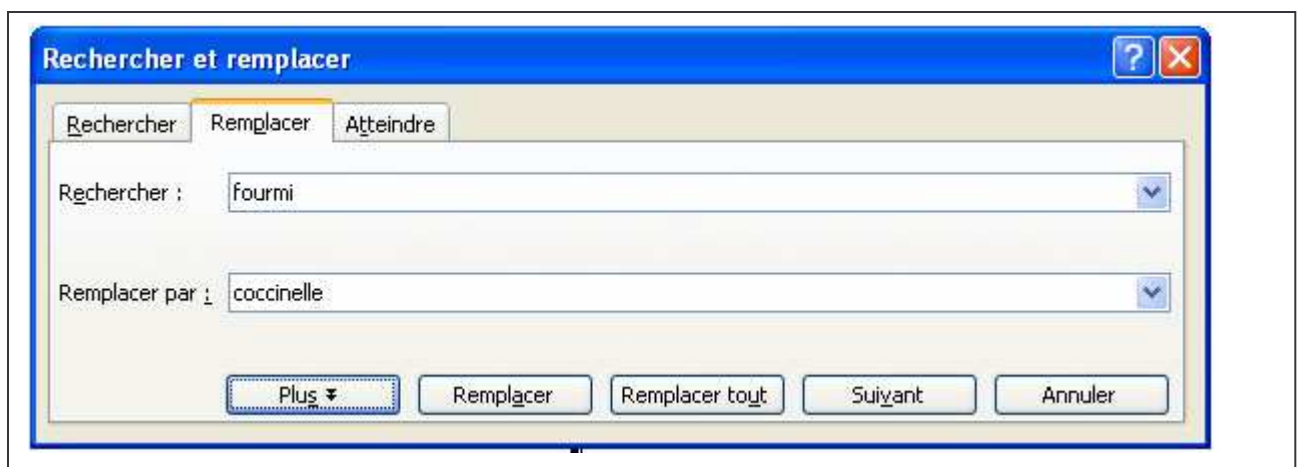 Rechercher et remplacer
Rechercher Remplacer Atteindre
Rechercher : fourmi
Remplacer par : coccinelle
Plus Remplacer Remplacer tout Suivant Annuler